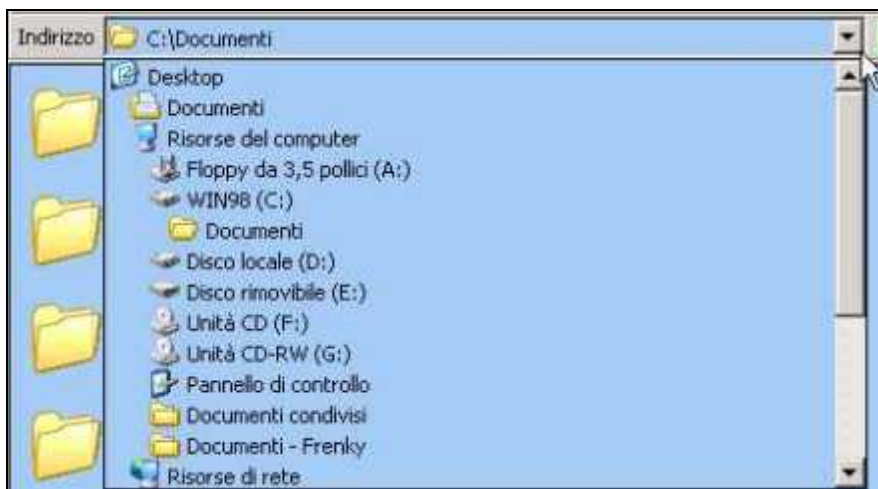 Indirizzo C:\Documenti
Desktop
Documenti
Risorse del computer
Floppy da 3,5 pollici (A:)
WIN98 (C:)
Documenti
Disco locale (D:)
Disco rimovibile (E:)
Unità CD (F:)
Unità CD-RW (G:)
Pannello di controllo
Documenti condivisi
Documenti - Frenky
Risorse di rete